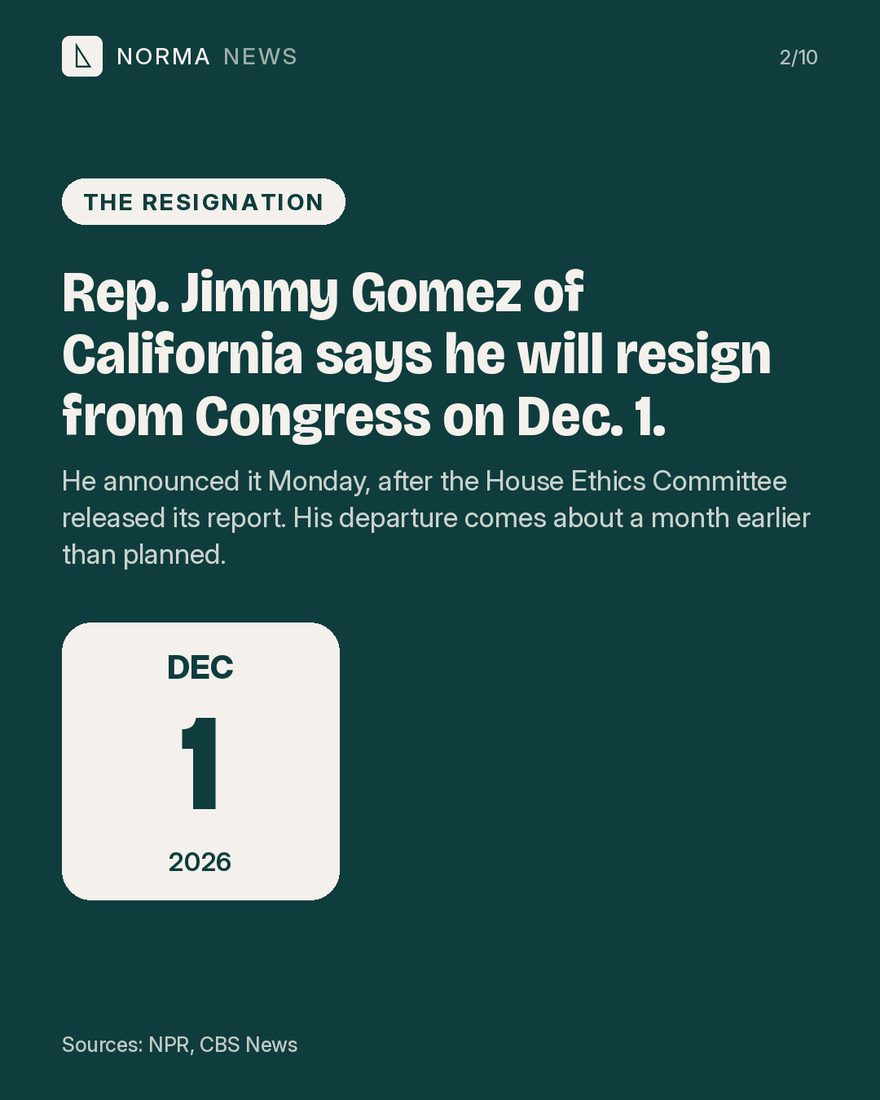 NORMA NEWS
2/10
THE RESIGNATION
Rep. Jimmy Gomez of
California says he will resign
from Congress on Dec. 1.
He announced it Monday, after the House Ethics Committee
released its report. His departure comes about a month earlier
than planned.
DEC
1
2026
Sources: NPR, CBS News